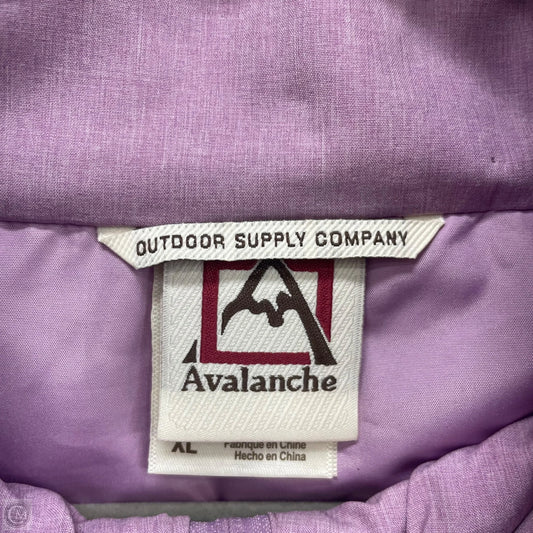 OUTDOOR SUPPLY COMPANY
Avalanche
XL
Fabriqué en Chine
Hecho en China